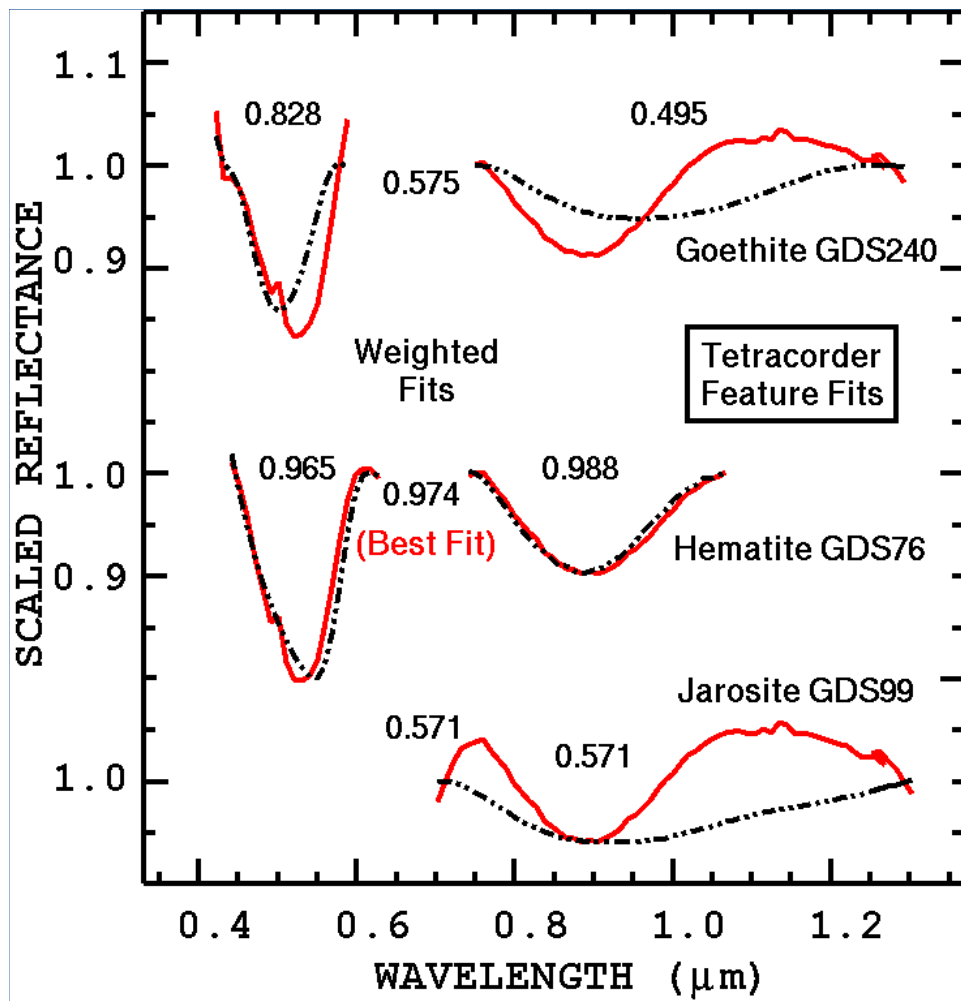 1.1
0.828
0.495
1.0
0.575
Goethite GDS240
0.9
Weighted
Fits
Tetracorder
Feature Fits
SCALED REFLECTANCE
0.965
0.988
1.0
0.974
(Best Fit)
Hematite GDS76
0.9
Jarosite GDS99
0.571
0.571
1.0
0.4 0.6 0.8 1.0 1.2
WAVELENGTH (μm)